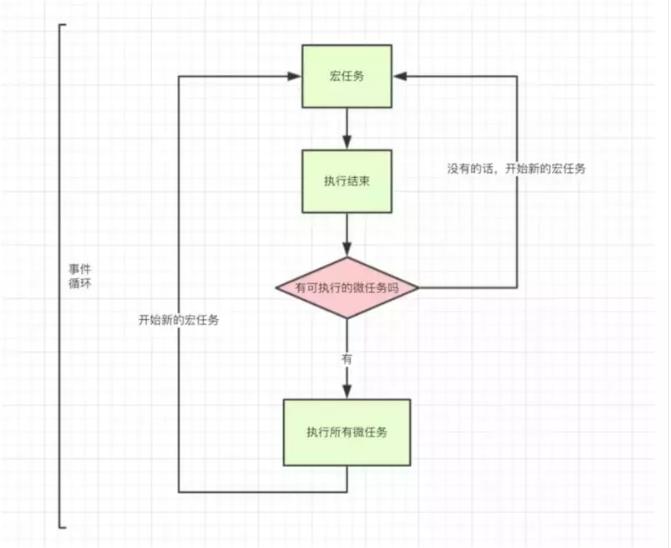 宏任务
执行结束
没有的话，开始新的宏任务
事件
循环
有可执行的微任务吗
开始新的宏任务
有
执行所有微任务